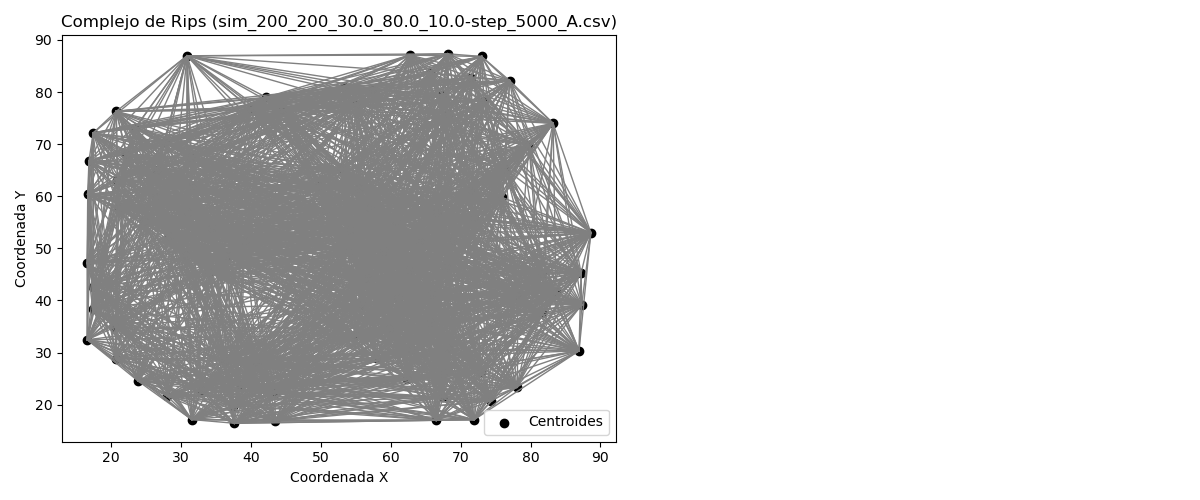 Complejo de Rips (sim_200_200_30.0_80.0_10.0-step_5000_A.csv)
90
80
70
60
50
40
30
20
Coordenada Y
Centroides
20 30 40 50 60 70 80 90
Coordenada X